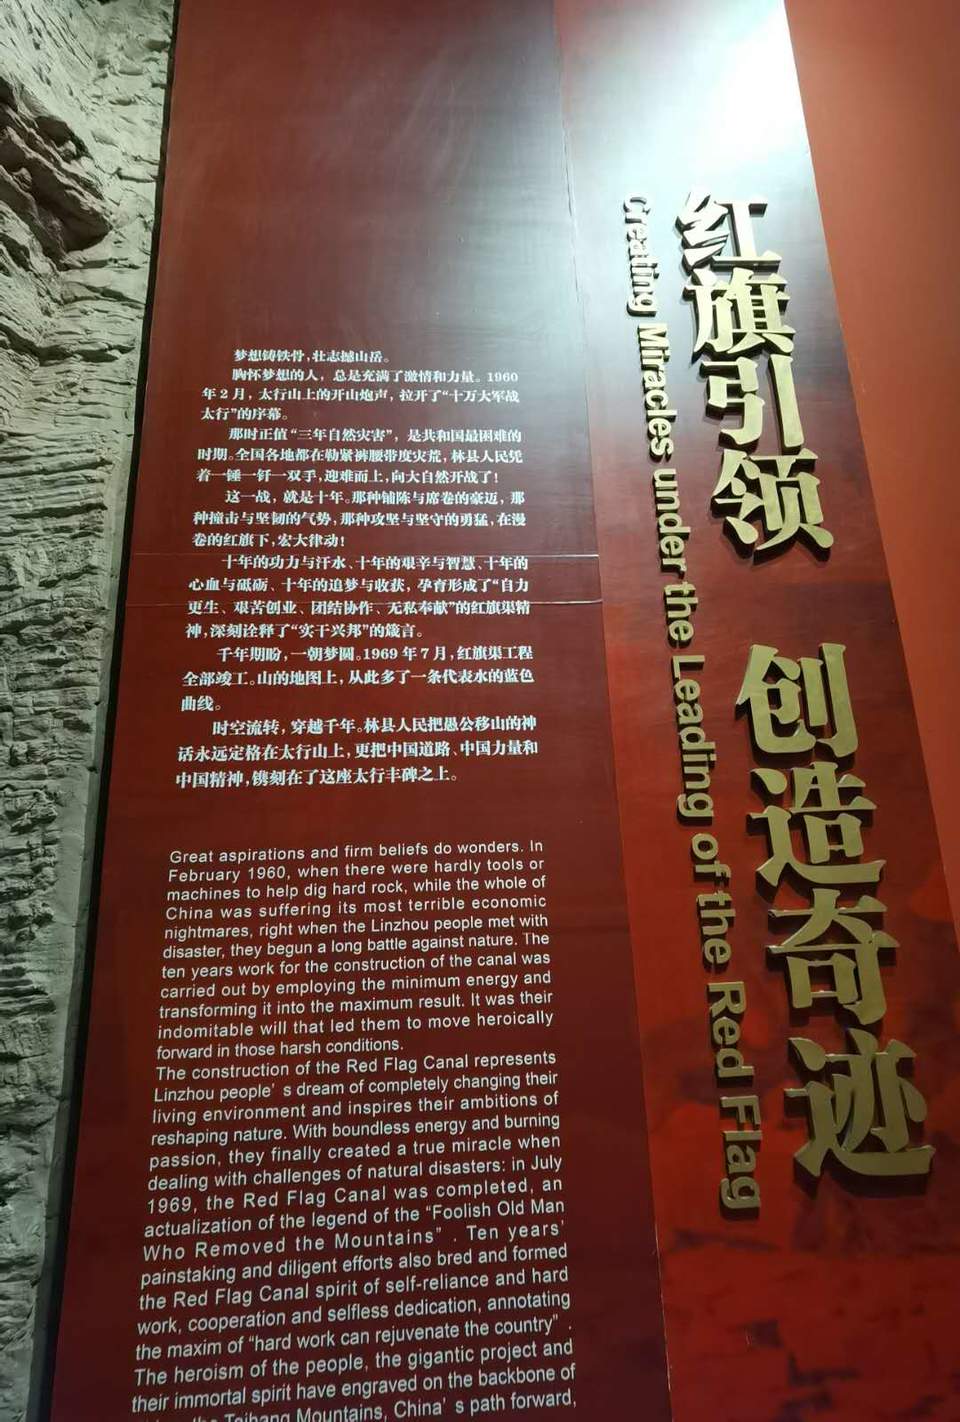 红旗引领 创造奇迹
Creating Miracles under the Leading of the Red Flag
梦想铸铁骨，壮志撼山岳。
胸怀梦想的人，总是充满了激情和力量。1960
年2月，太行山上的开山炮声，拉开了“十万大军战
太行”的序幕。
那时正值“三年自然灾害”，是共和国最困难的
时期。全国各地都在勒紧裤腰带度灾荒，林县人民凭
着一锤一钎一双手，迎难而上，向大自然开战了！
这一战，就是十年。那种铺陈与席卷的豪迈，那
种撞击与坚韧的气势，那种攻坚与坚守的勇猛，在漫
卷的红旗下，宏大律动！
十年的功力与汗水、十年的艰辛与智慧、十年的
心血与砥砺、十年的追梦与收获，孕育形成了“自力
更生、艰苦创业、团结协作、无私奉献”的红旗渠精
神，深刻诠释了“实干兴邦”的箴言。
千年期盼，一朝梦圆。1969年7月，红旗渠工程
全部竣工。山的地图上，从此多了一条代表水的蓝色
曲线。
时空流转，穿越千年。林县人民把愚公移山的神
话永远定格在太行山上，更把中国道路、中国力量和
中国精神，镌刻在了这座太行丰碑之上。
Great aspirations and firm beliefs do wonders. In
February 1960, when there were hardly tools or
machines to help dig hard rock, while the whole of
China was suffering its most terrible economic
nightmares, right when the Linzhou people met with
disaster, they begun a long battle against nature. The
ten years work for the construction of the canal was
carried out by employing the minimum energy and
transforming it into the maximum result. It was their
indomitable will that led them to move heroically
forward in those harsh conditions.
The construction of the Red Flag Canal represents
Linzhou people’s dream of completely changing their
living environment and inspires their ambitions of
reshaping nature. With boundless energy and burning
passion, they finally created a true miracle when
dealing with challenges of natural disasters: in July
1969, the Red Flag Canal was completed, an
actualization of the legend of the “Foolish Old Man
Who Removed the Mountains”. Ten years’
painstaking and diligent efforts also bred and formed
the Red Flag Canal spirit of self-reliance and hard
work, cooperation and selfless dedication, annotating
the maxim of “hard work can rejuvenate the country”.
The heroism of the people, the gigantic project and
their immortal spirit have engraved on the backbone of
the Taihang Mountains, China’s path forward,